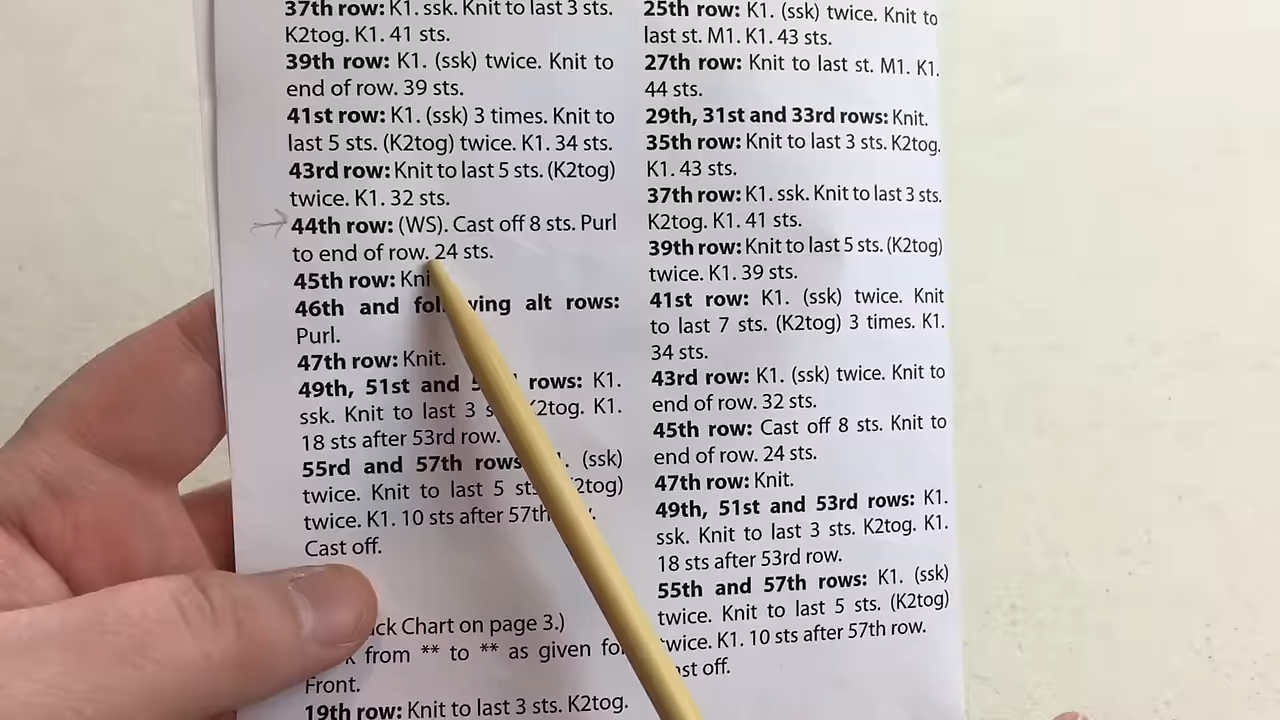 37th row: K1. ssk. Knit to last 3 sts.
K2tog. K1. 41 sts.
39th row: K1. (ssk) twice. Knit to
end of row. 39 sts.
41st row: K1. (ssk) 3 times. Knit to
last 5 sts. (K2tog) twice. K1. 34 sts.
43rd row: Knit to last 5 sts. (K2tog)
twice. K1. 32 sts.
44th row: (WS). Cast off 8 sts. Purl
to end of row. 24 sts.
45th row:
46th and alt rows:
Purl.
47th row: Knit.
49th, 51st and rows: K1.
ssk. Knit to last 3 K1.
18 sts after 53rd row.
55rd and 57th rows (ssk)
twice. Knit to last 5
twice. K1. 10 sts after
Cast off.
Chart on page 3.)
from ** to ** as given
Front.
19th row: Knit to last 3 sts. K2tog.
25th row: K1. (ssk) twice. Knit to
last st. M1. K1. 43 sts.
27th row: Knit to last st. M1. K1.
44 sts.
29th, 31st and 33rd rows: Knit.
35th row: Knit to last 3 sts. K2tog.
K1. 43 sts.
37th row: K1. ssk. Knit to last 3 sts.
K2tog. K1. 41 sts.
39th row: Knit to last 5 sts. (K2tog)
twice. K1. 39 sts.
41st row: K1. (ssk) twice. Knit
to last 7 sts. (K2tog) 3 times. K1.
34 sts.
43rd row: K1. (ssk) twice. Knit to
end of row. 32 sts.
45th row: Cast off 8 sts. Knit to
end of row. 24 sts.
47th row: Knit.
49th, 51st and 53rd rows: K1.
ssk. Knit to last 3 sts. K2tog. K1.
18 sts after 53rd row.
55th and 57th rows: K1. (ssk)
twice. Knit to last 5 sts. (K2tog)
twice. K1. 10 sts after 57th row.
off.